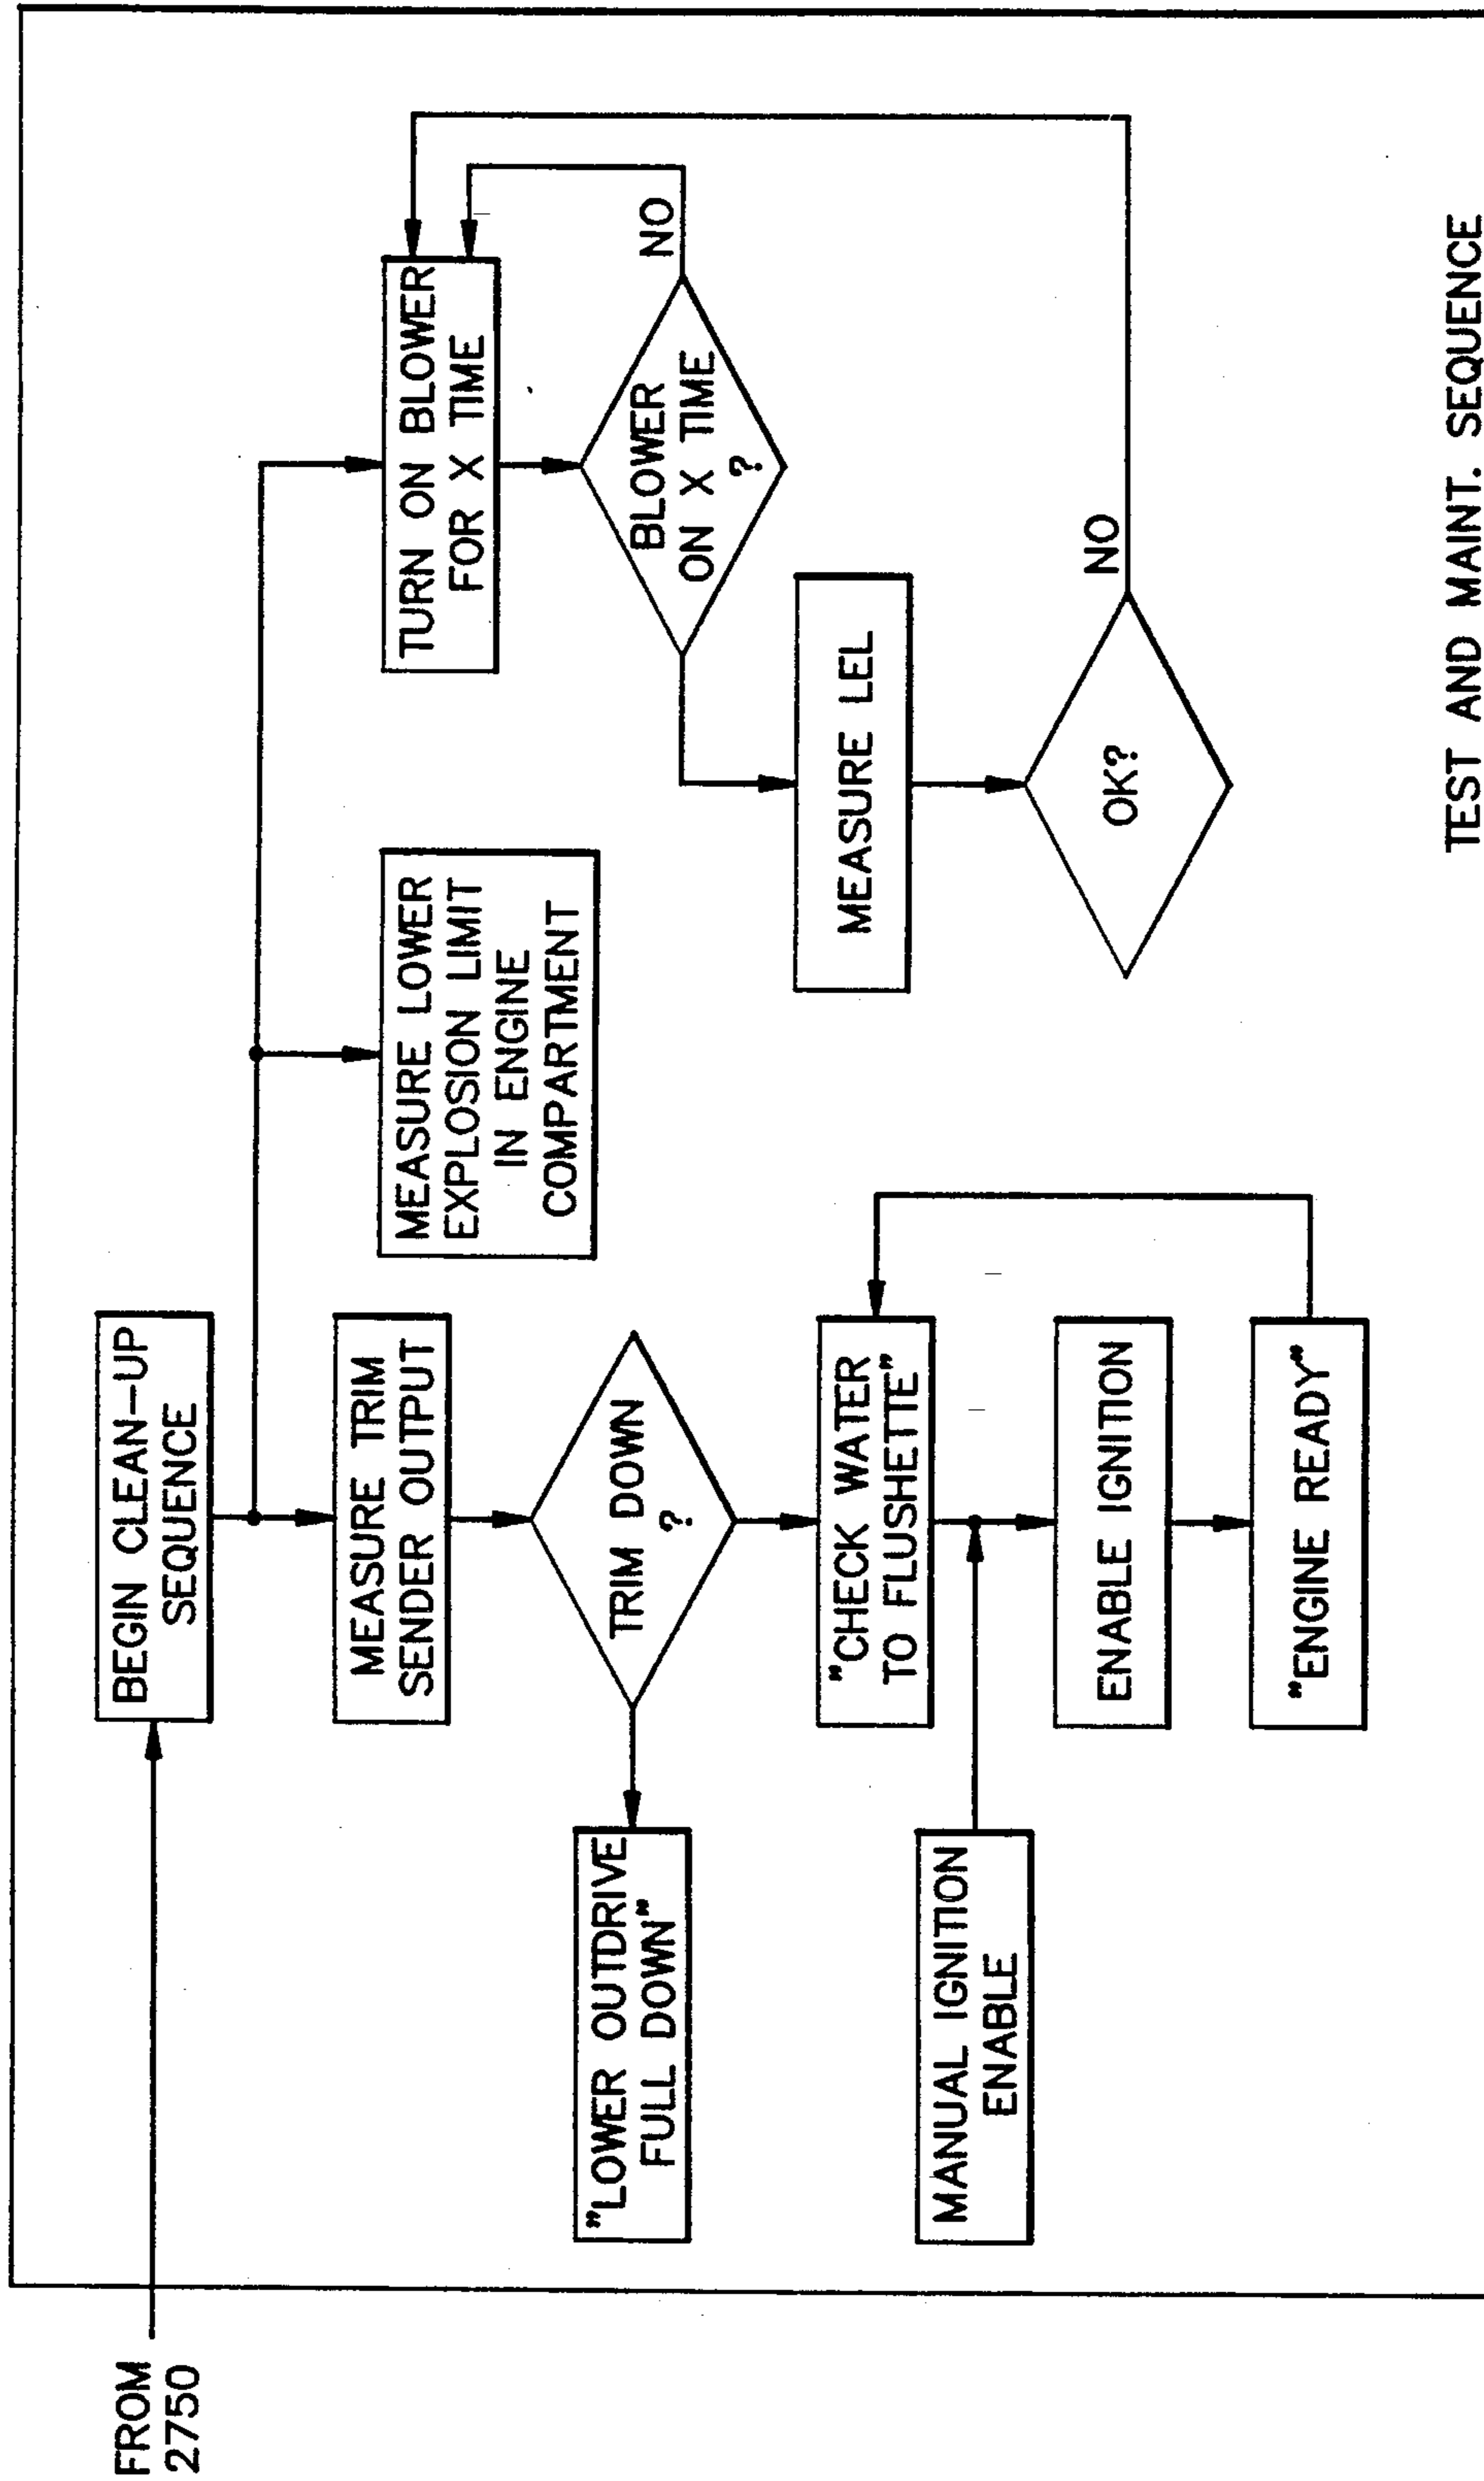 FROM
2750
BEGIN CLEAN-UP
SEQUENCE
MEASURE TRIM
SENDER OUTPUT
TRIM DOWN
?
"LOWER OUTDRIVE
FULL DOWN"
"CHECK WATER
TO FLUSHETTE"
MANUAL IGNITION
ENABLE
ENABLE IGNITION
"ENGINE READY"
MEASURE LOWER
EXPLOSION LIMIT
IN ENGINE
COMPARTMENT
TURN ON BLOWER
FOR X TIME
BLOWER
ON X TIME
?
NO
MEASURE LEL
OK?
NO
TEST AND MAINT. SEQUENCE